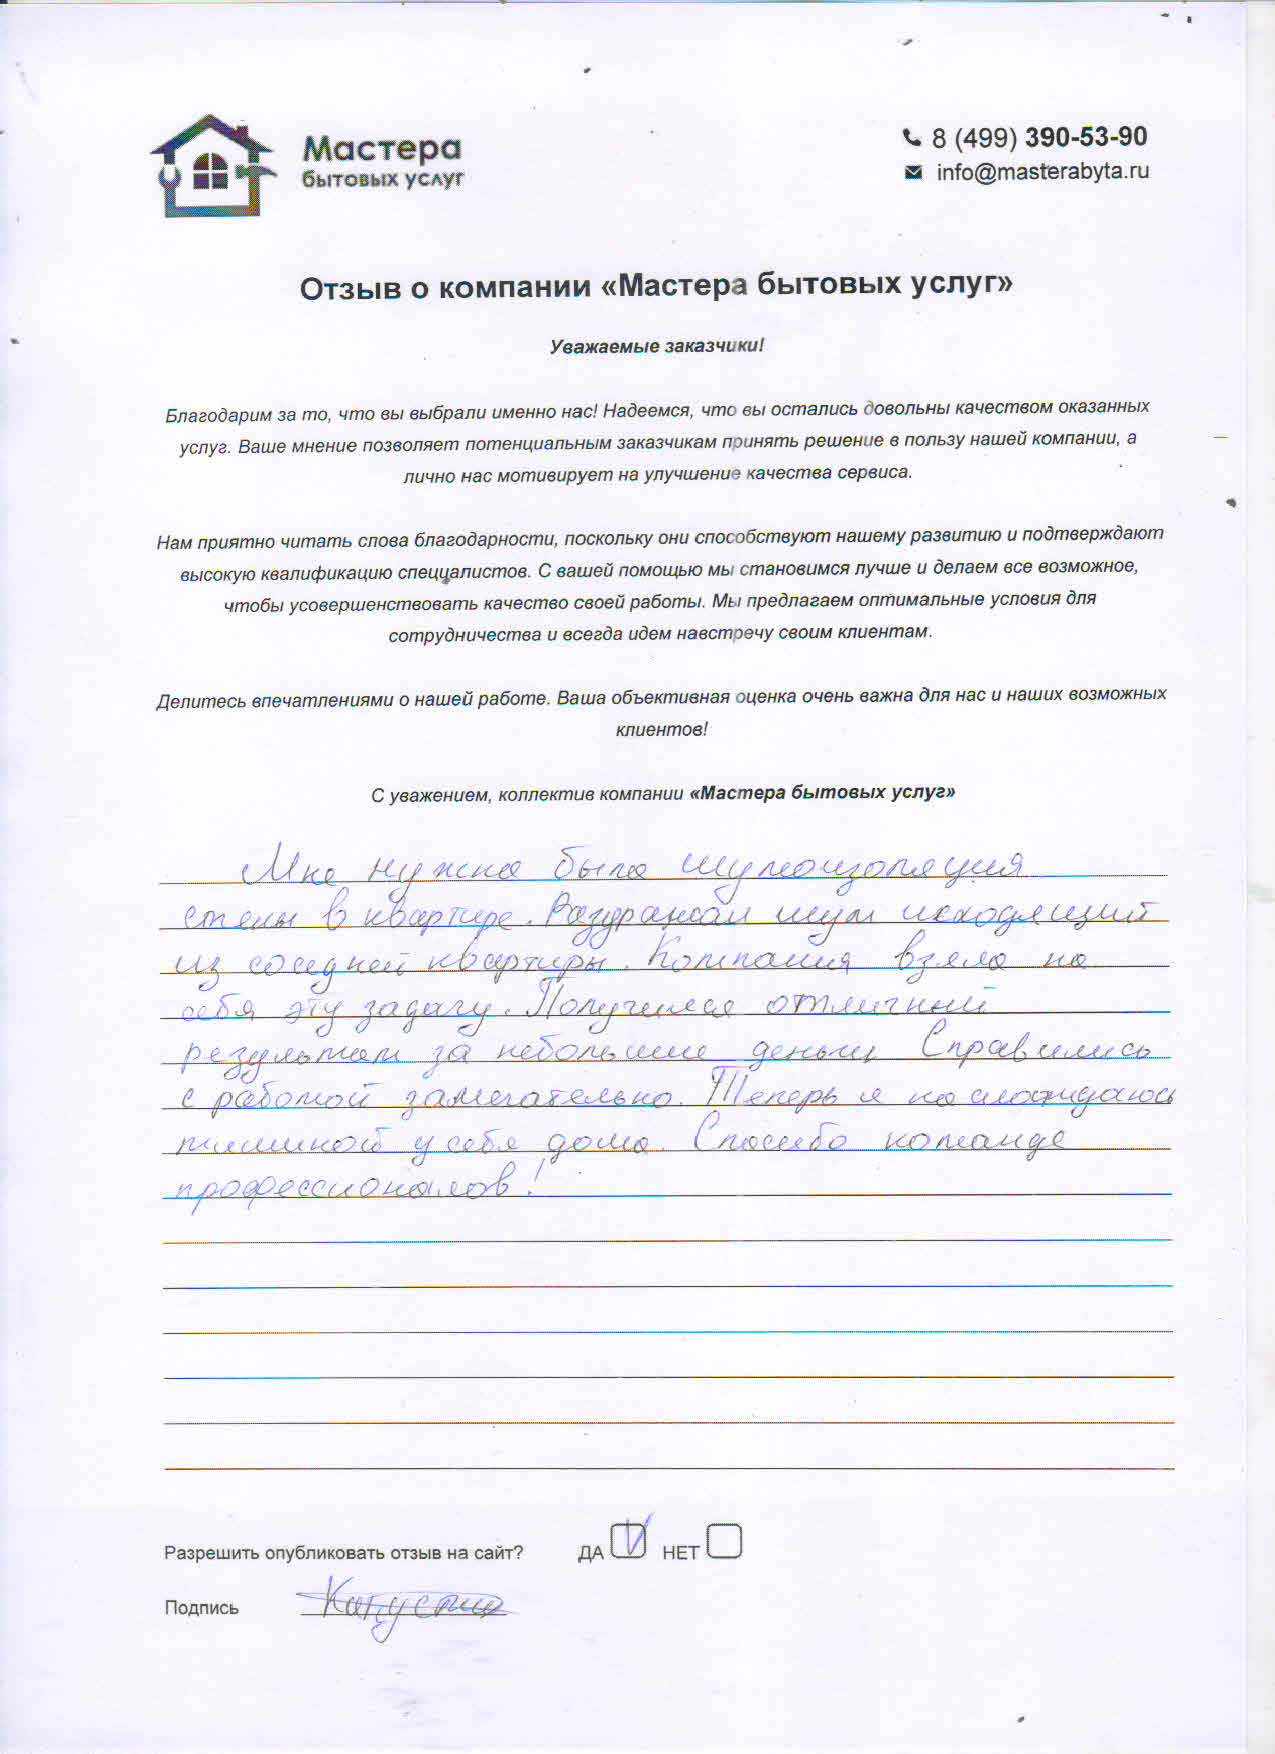 Мастера
бытовых услуг
8 (499) 390-53-90
info@masterabyta.ru
Отзыв о компании «Мастера бытовых услуг»
Уважаемые заказчики!
Благодарим за то, что вы выбрали именно нас! Надеемся, что вы остались довольны качеством оказанных
услуг. Ваше мнение позволяет потенциальным заказчикам принять решение в пользу нашей компании, а
лично нас мотивирует на улучшение качества сервиса.
Нам приятно читать слова благодарности, поскольку они способствуют нашему развитию и подтверждают
высокую квалификацию специалистов. С вашей помощью мы становимся лучше и делаем все возможное,
чтобы усовершенствовать качество своей работы. Мы предлагаем оптимальные условия для
сотрудничества и всегда идем навстречу своим клиентам.
Делитесь впечатлениями о нашей работе. Ваша объективная оценка очень важна для нас и наших возможных
клиентов!
С уважением, коллектив компании «Мастера бытовых услуг»
Мне нужна была шумоизоляция
стены в квартире. Раздражал шум исходящий
из соседней квартиры. Компания взяла на
себя эту задачу. Получился отличный
результат за небольшие деньги. Справились
с работой замечательно. Теперь я наслаждаюсь
тишиной у себя дома. Спасибо команде
профессионалов!
Разрешить опубликовать отзыв на сайт? ДА НЕТ
Подпись Капустин